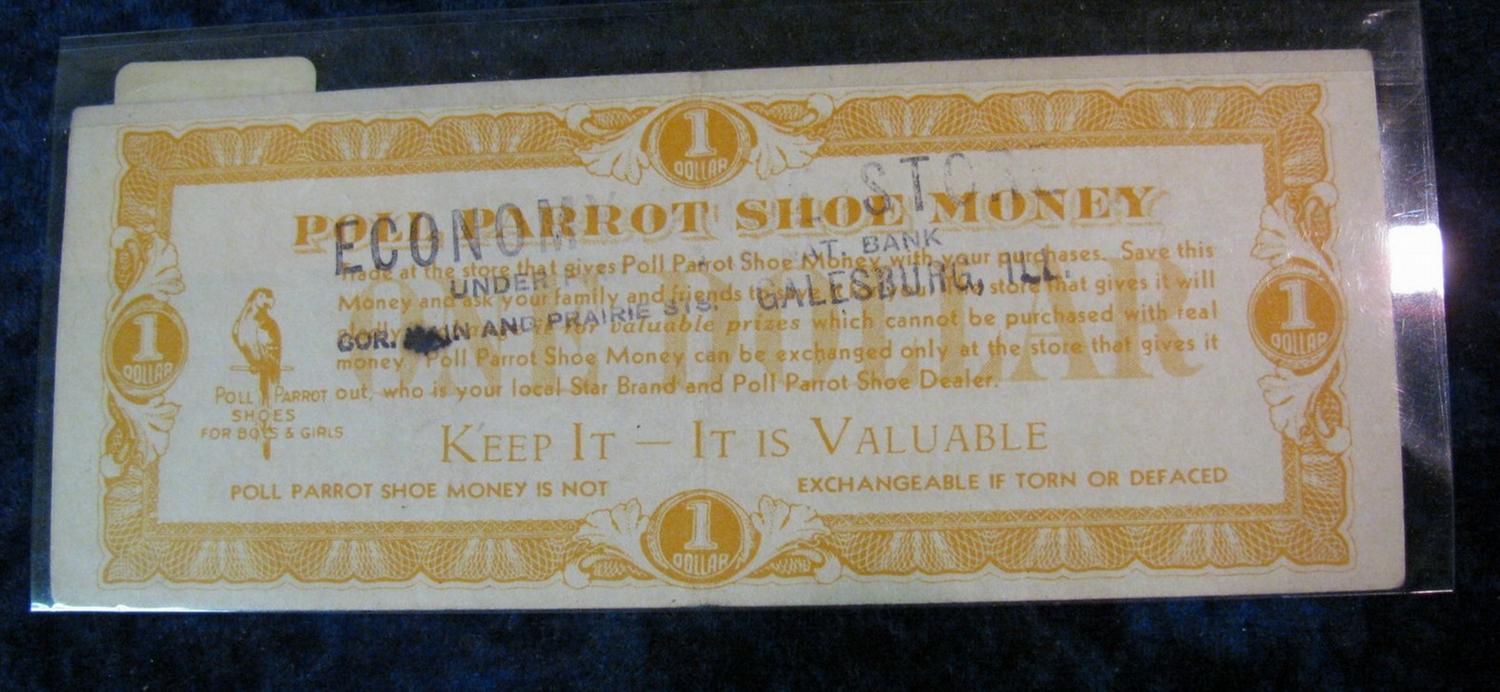 1
DOLLAR
POLL PARROT SHOE MONEY
ECONOMY STORE
UNDER NAT. BANK
COR. MAIN AND PRAIRIE STS. GALESBURG, ILL.
Trade at the store that gives Poll Parrot Shoe Money with your purchases. Save this
Money and ask your family and friends store that gives it will
valuable prizes which cannot be purchased with real
money. Poll Parrot Shoe Money can be exchanged only at the store that gives it
out, who is your local Star Brand and Poll Parrot Shoe Dealer.
ONE DOLLAR
1
DOLLAR
1
DOLLAR
POLL PARROT
SHOES
FOR BOYS & GIRLS
KEEP IT — IT IS VALUABLE
POLL PARROT SHOE MONEY IS NOT EXCHANGEABLE IF TORN OR DEFACED
1
DOLLAR